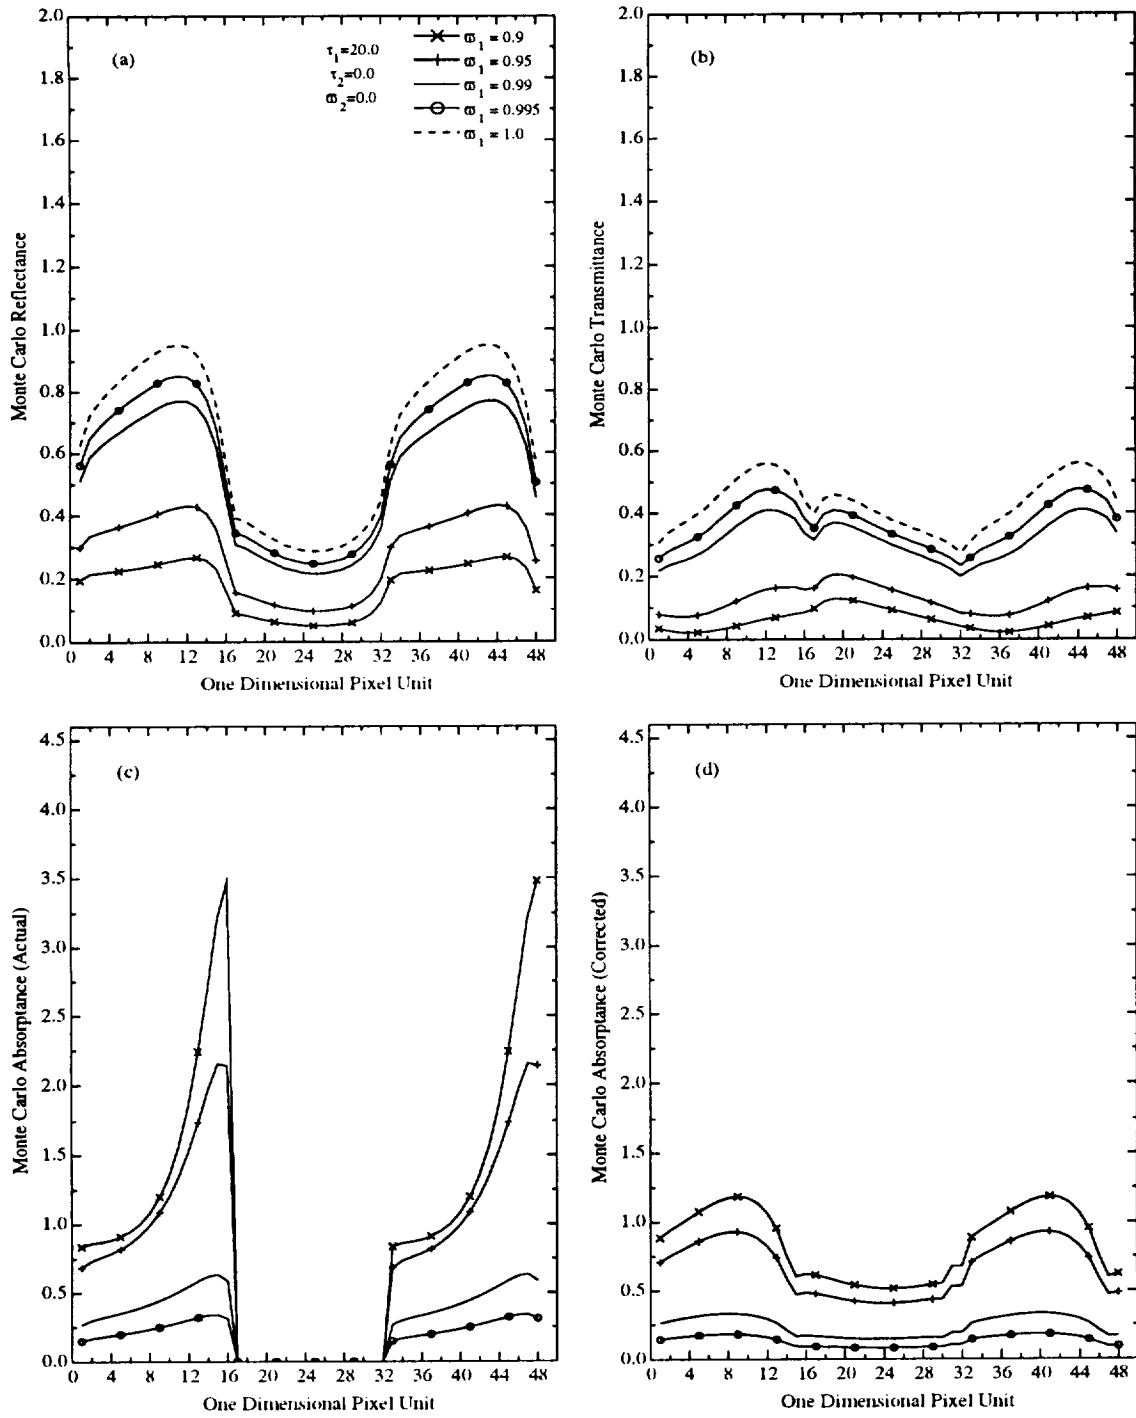 (a)
τ₁=20.0
τ₂=0.0
ϖ₂=0.0
ϖ₁ = 0.9
ϖ₁ = 0.95
ϖ₁ = 0.99
ϖ₁ = 0.995
ϖ₁ = 1.0
Monte Carlo Reflectance
2.0
1.8
1.6
1.4
1.2
1.0
0.8
0.6
0.4
0.2
0.0
0 4 8 12 16 20 24 28 32 36 40 44 48
One Dimensional Pixel Unit
(b)
Monte Carlo Transmittance
2.0
1.8
1.6
1.4
1.2
1.0
0.8
0.6
0.4
0.2
0.0
0 4 8 12 16 20 24 28 32 36 40 44 48
One Dimensional Pixel Unit
(c)
Monte Carlo Absorptance (Actual)
4.5
4.0
3.5
3.0
2.5
2.0
1.5
1.0
0.5
0.0
0 4 8 12 16 20 24 28 32 36 40 44 48
One Dimensional Pixel Unit
(d)
Monte Carlo Absorptance (Corrected)
4.5
4.0
3.5
3.0
2.5
2.0
1.5
1.0
0.5
0.0
0 4 8 12 16 20 24 28 32 36 40 44 48
One Dimensional Pixel Unit